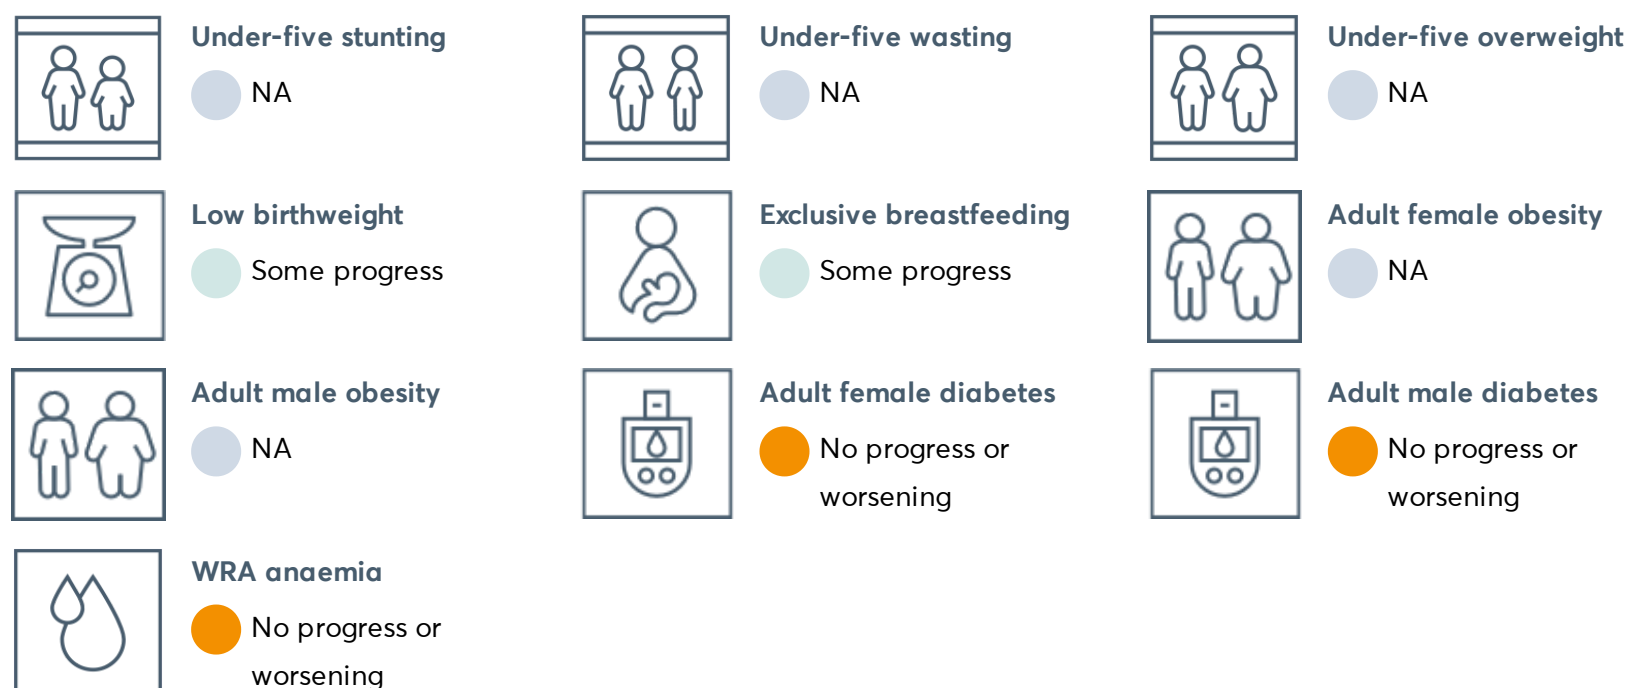 Under-five stunting
NA
Under-five wasting
NA
Under-five overweight
NA
Low birthweight
Some progress
Exclusive breastfeeding
Some progress
Adult female obesity
NA
Adult male obesity
NA
Adult female diabetes
No progress or
worsening
Adult male diabetes
No progress or
worsening
WRA anaemia
No progress or
worsening